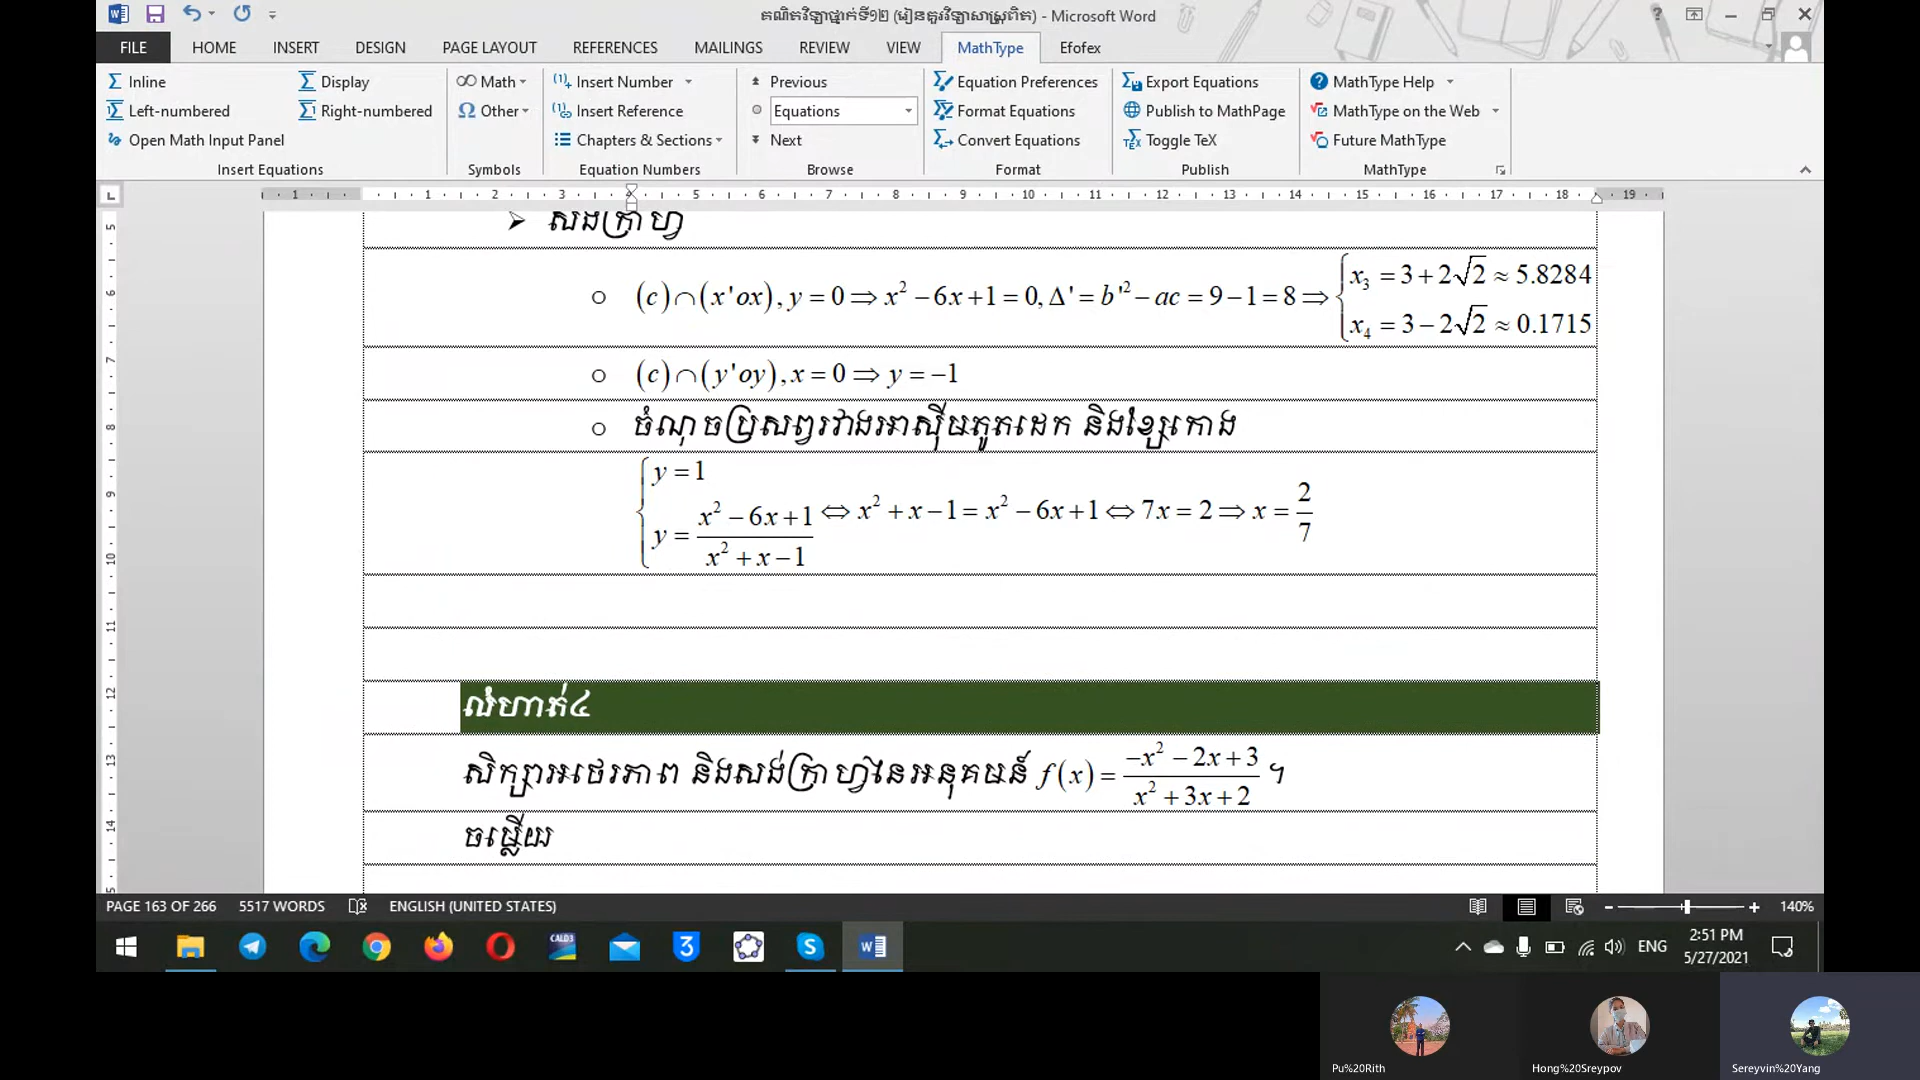 គណិតវិទ្យាថ្នាក់ទី១២ (រៀនតួរវិទ្យាសាស្ត្រពិត) - Microsoft Word
FILE HOME INSERT DESIGN PAGE LAYOUT REFERENCES MAILINGS REVIEW VIEW MathType Efofex
Inline Display Math Insert Number Previous Equation Preferences Export Equations MathType Help
Left-numbered Right-numbered Other Insert Reference Equations Format Equations Publish to MathPage MathType on the Web
Open Math Input Panel Chapters & Sections Next Convert Equations Toggle TeX Future MathType
Insert Equations Symbols Equation Numbers Browse Format Publish MathType
សង់ក្រាហ្វ
(c)∩(x'ox), y = 0 ⇒ x² − 6x + 1 = 0, Δ' = b'² − ac = 9 − 1 = 8 ⇒ { x₃ = 3 + 2√2 ≈ 5.8284
x₄ = 3 − 2√2 ≈ 0.1715
(c)∩(y'oy), x = 0 ⇒ y = −1
ចំណុចប្រសព្វរវាងអាស៊ីមតូតដេក និងខ្សែកោង
{ y = 1
y = (x² − 6x + 1)/(x² + x − 1) ⇔ x² + x − 1 = x² − 6x + 1 ⇔ 7x = 2 ⇒ x = 2/7
លំហាត់៤
សិក្សាអថេរភាព និងសង់ក្រាហ្វនៃអនុគមន៍ f(x) = (−x² − 2x + 3)/(x² + 3x + 2) ។
ចម្លើយ
PAGE 163 OF 266 5517 WORDS ENGLISH (UNITED STATES) 140%
CALD3 ENG 2:51 PM
5/27/2021
Pu%20Rith Hong%20Sreypov Sereyvin%20Yang